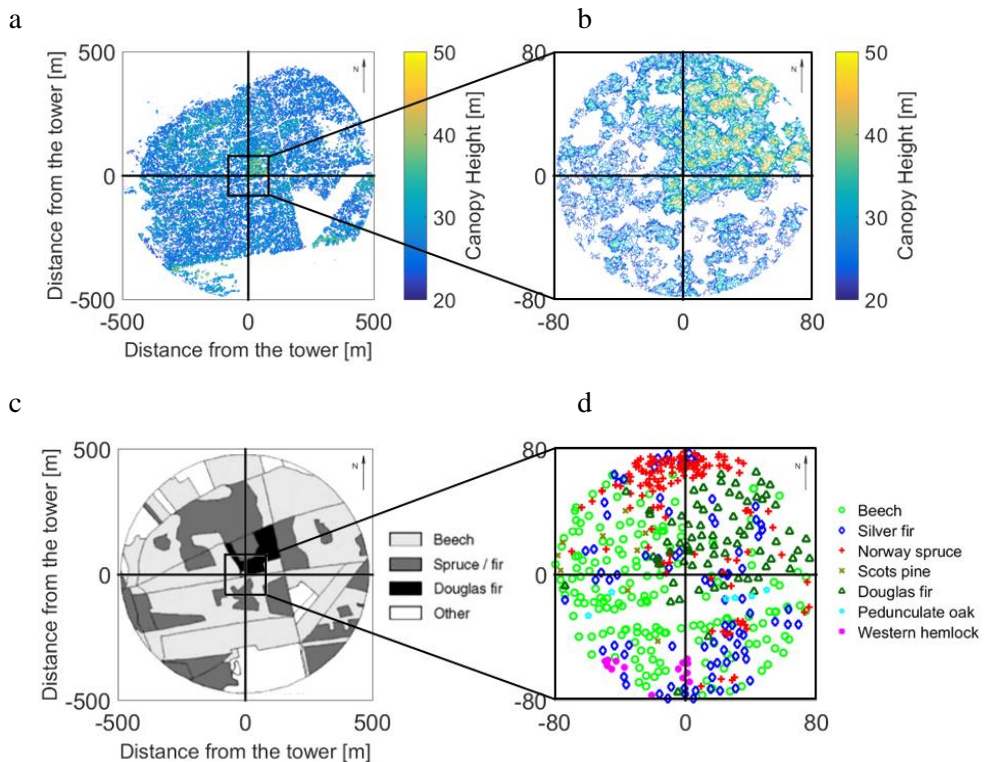 a
b
500
0
-500
-500
0
500
Distance from the tower [m]
Distance from the tower [m]
N
50
40
30
20
Canopy Height [m]
80
0
-80
-80
0
80
N
50
40
30
20
Canopy Height [m]
c
d
500
0
-500
-500
0
500
Distance from the tower [m]
Distance from the tower [m]
N
Beech
Spruce / fir
Douglas fir
Other
80
0
-80
-80
0
80
N
Beech
Silver fir
Norway spruce
Scots pine
Douglas fir
Pedunculate oak
Western hemlock